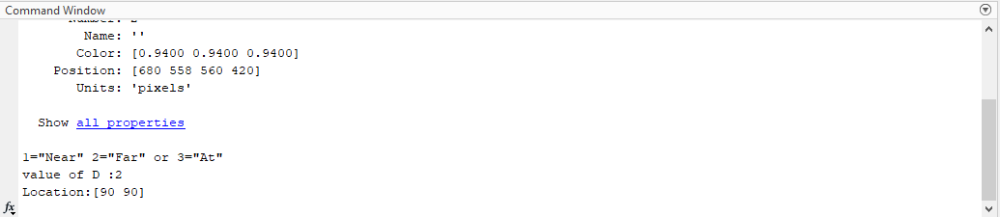 Command Window
Name: ''
Color: [0.9400 0.9400 0.9400]
Position: [680 558 560 420]
Units: 'pixels'
Show all properties
1="Near" 2="Far" or 3="At"
value of D :2
Location:[90 90]
fx